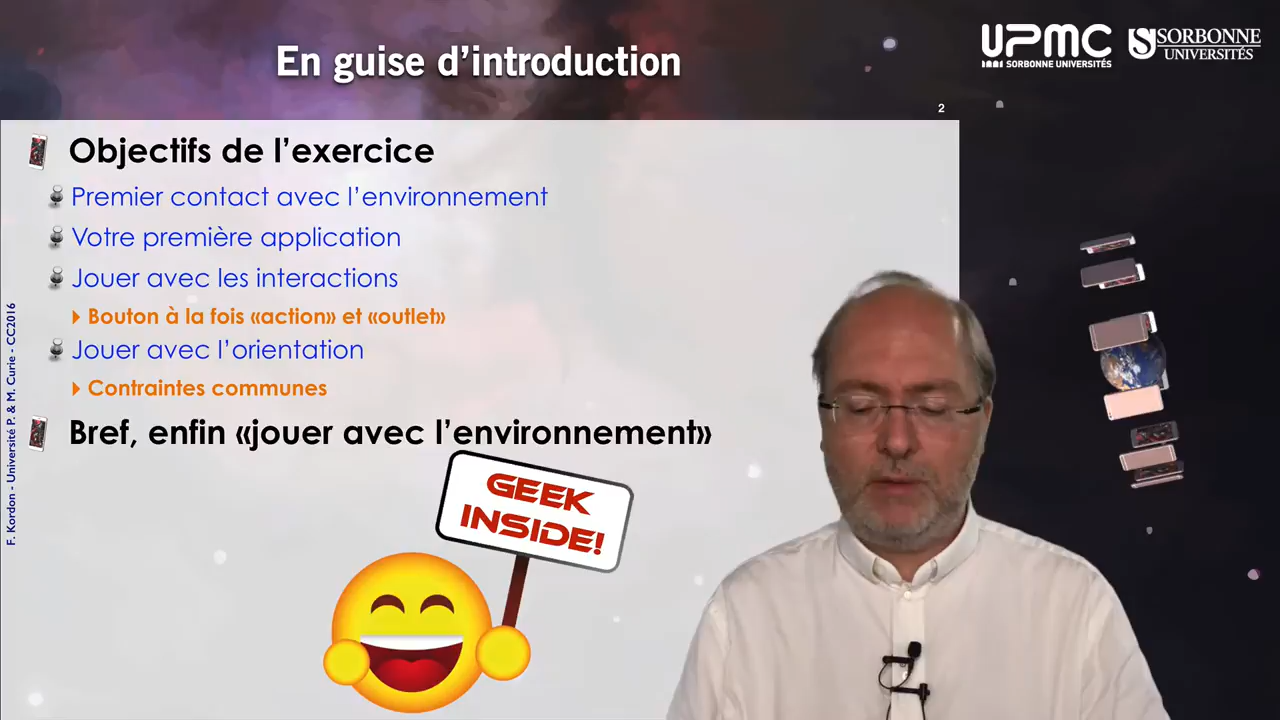 En guise d’introduction
UPMC
SORBONNE UNIVERSITÉS
SORBONNE
UNIVERSITÉS
2
Objectifs de l’exercice
Premier contact avec l’environnement
Votre première application
Jouer avec les interactions
Bouton à la fois «action» et «outlet»
Jouer avec l’orientation
Contraintes communes
Bref, enfin «jouer avec l’environnement»
GEEK
INSIDE!
F. Kordon - Université P. & M. Curie - CC2016